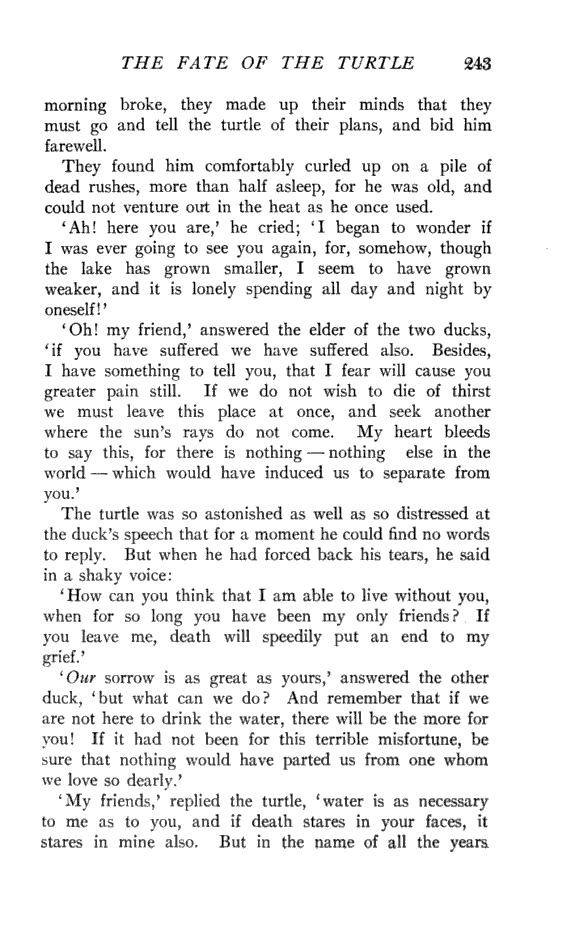 THE FATE OF THE TURTLE 243
morning broke, they made up their minds that they
must go and tell the turtle of their plans, and bid him
farewell.
They found him comfortably curled up on a pile of
dead rushes, more than half asleep, for he was old, and
could not venture out in the heat as he once used.
‘Ah! here you are,’ he cried; ‘I began to wonder if
I was ever going to see you again, for, somehow, though
the lake has grown smaller, I seem to have grown
weaker, and it is lonely spending all day and night by
oneself!’
‘Oh! my friend,’ answered the elder of the two ducks,
‘if you have suffered we have suffered also. Besides,
I have something to tell you, that I fear will cause you
greater pain still. If we do not wish to die of thirst
we must leave this place at once, and seek another
where the sun’s rays do not come. My heart bleeds
to say this, for there is nothing — nothing else in the
world — which would have induced us to separate from
you.’
The turtle was so astonished as well as so distressed at
the duck’s speech that for a moment he could find no words
to reply. But when he had forced back his tears, he said
in a shaky voice:
‘How can you think that I am able to live without you,
when for so long you have been my only friends? If
you leave me, death will speedily put an end to my
grief.’
‘Our sorrow is as great as yours,’ answered the other
duck, ‘but what can we do? And remember that if we
are not here to drink the water, there will be the more for
you! If it had not been for this terrible misfortune, be
sure that nothing would have parted us from one whom
we love so dearly.’
‘My friends,’ replied the turtle, ‘water is as necessary
to me as to you, and if death stares in your faces, it
stares in mine also. But in the name of all the years